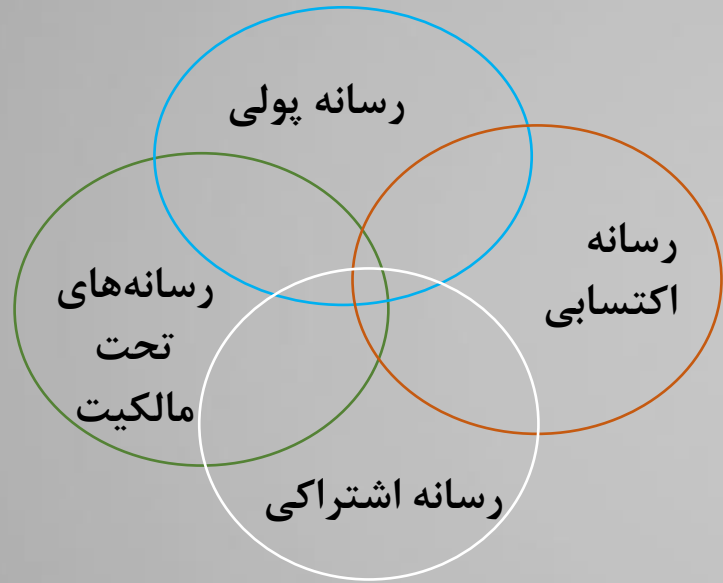 رسانه پولی
رسانه
اکتسابی
رسانه‌های
تحت
مالکیت
رسانه اشتراکی